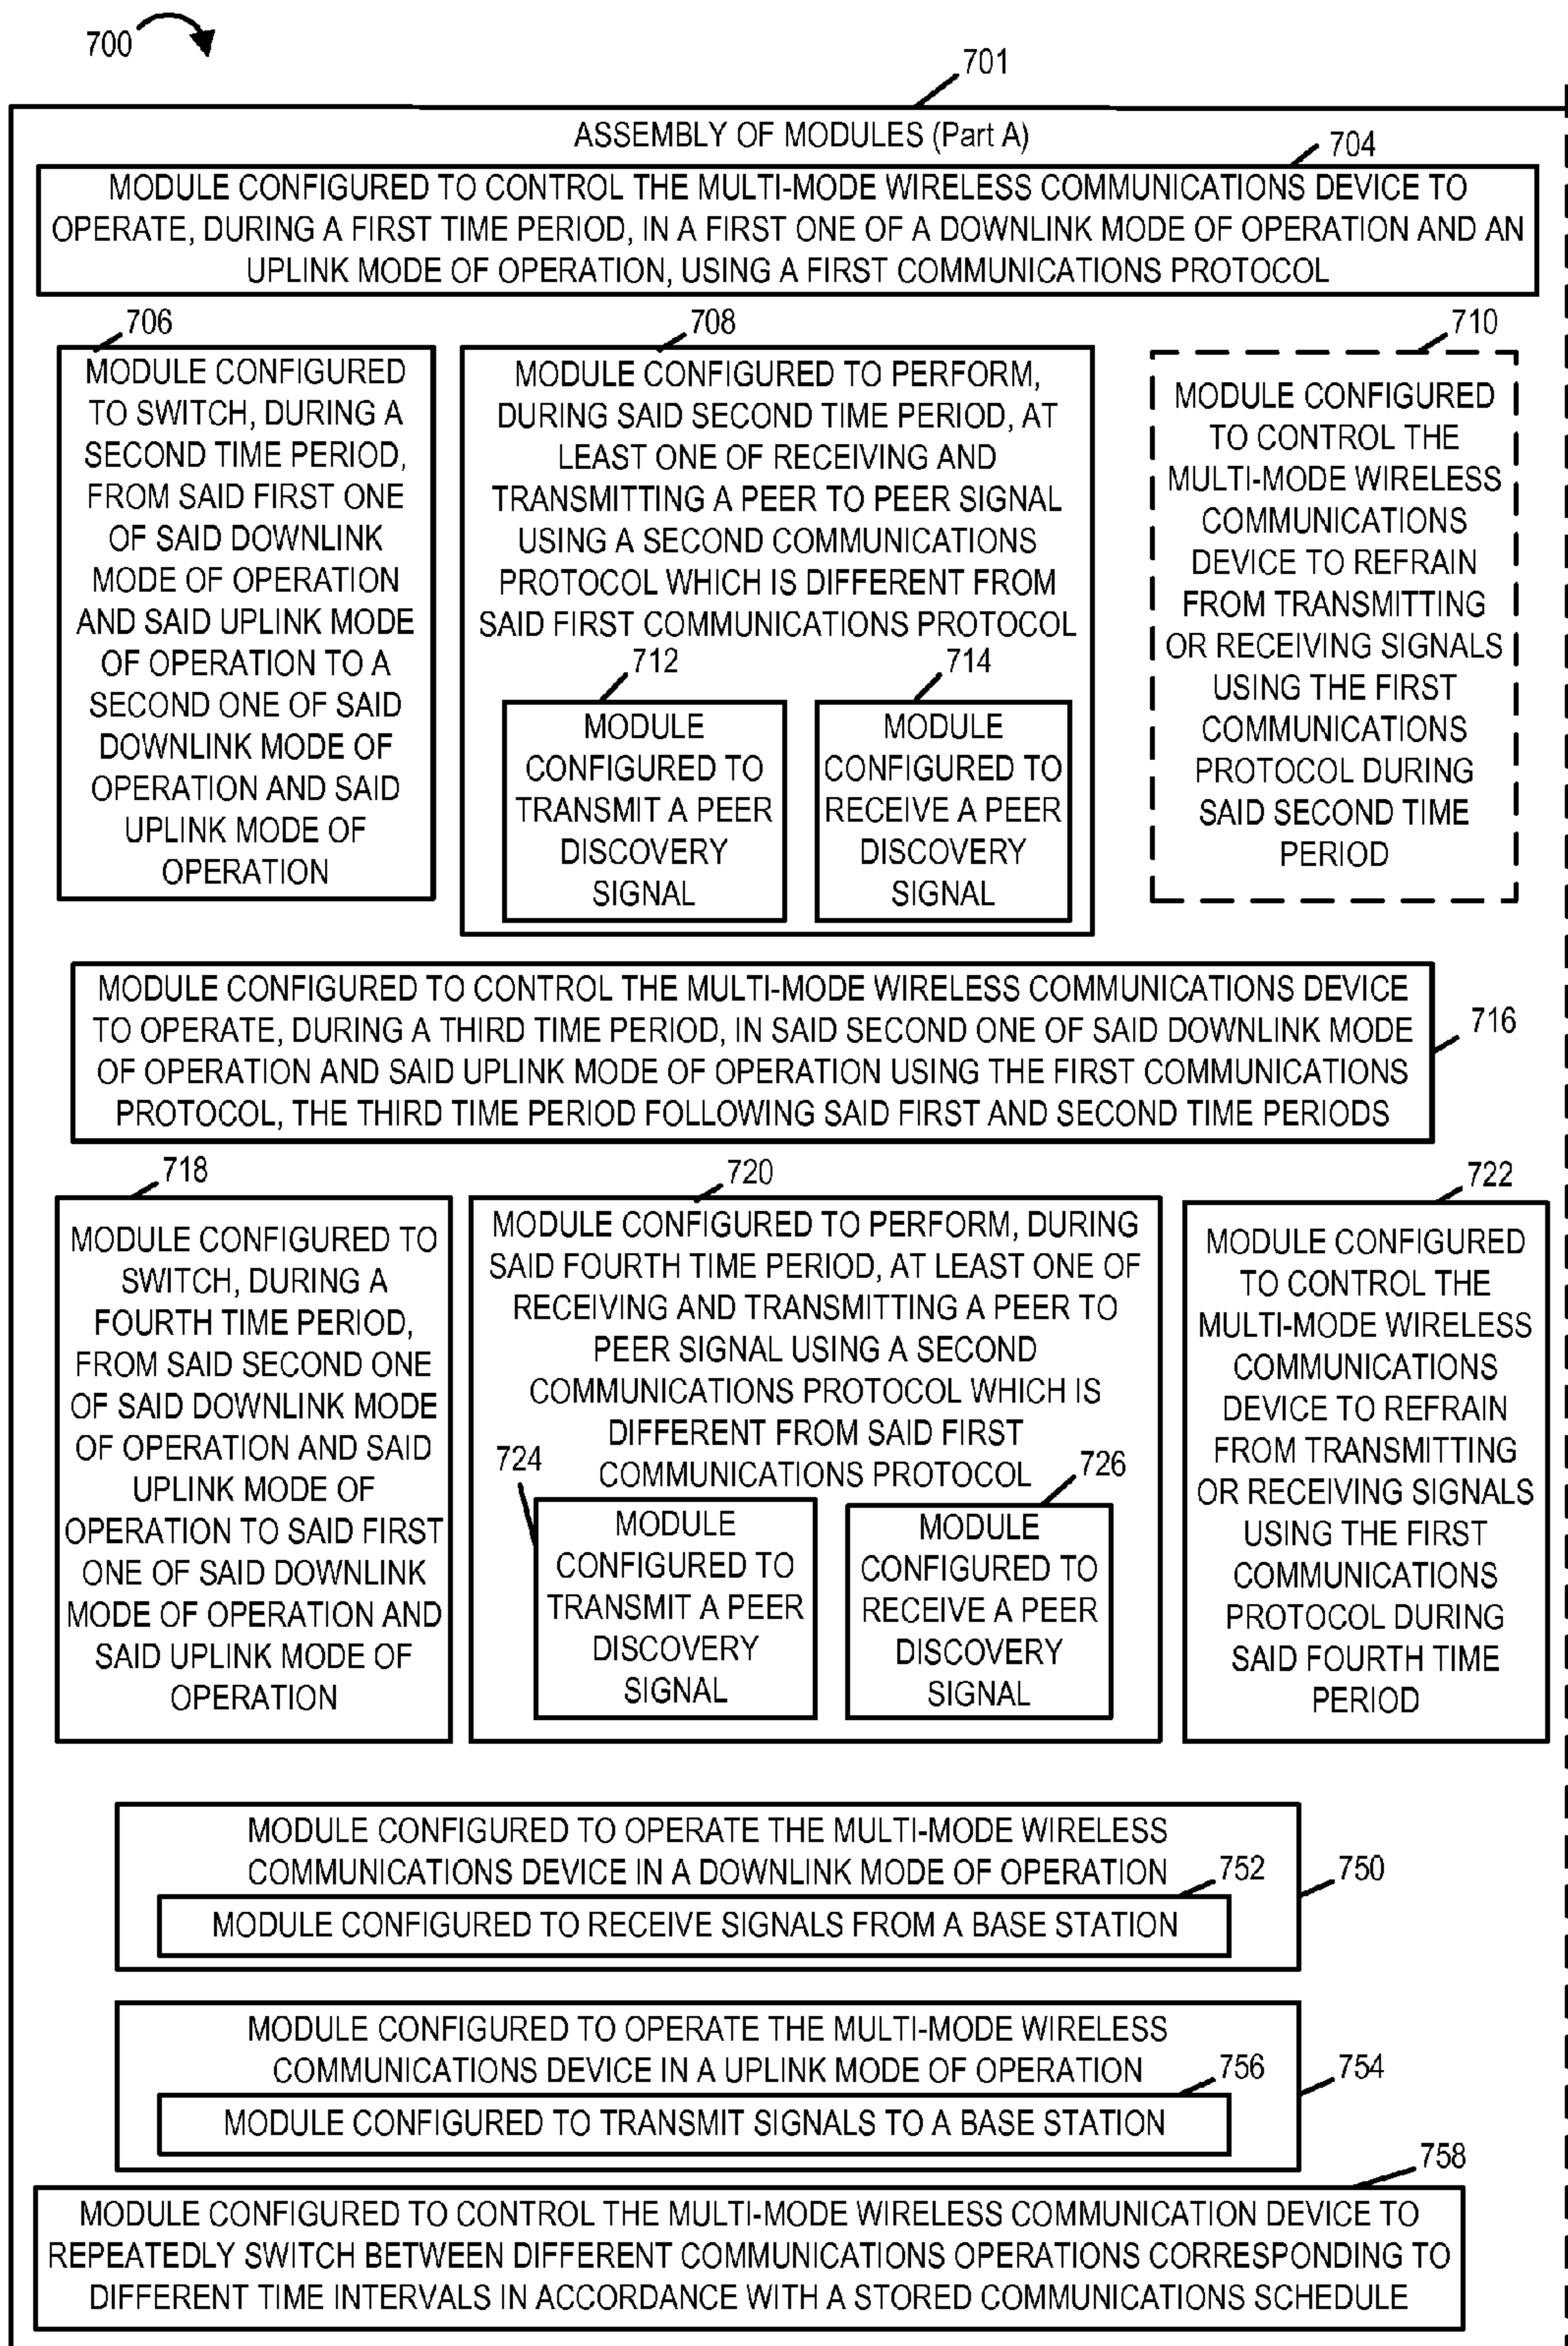 700
701
ASSEMBLY OF MODULES (Part A)
704
MODULE CONFIGURED TO CONTROL THE MULTI-MODE WIRELESS COMMUNICATIONS DEVICE TO
OPERATE, DURING A FIRST TIME PERIOD, IN A FIRST ONE OF A DOWNLINK MODE OF OPERATION AND AN
UPLINK MODE OF OPERATION, USING A FIRST COMMUNICATIONS PROTOCOL
706
MODULE CONFIGURED
TO SWITCH, DURING A
SECOND TIME PERIOD,
FROM SAID FIRST ONE
OF SAID DOWNLINK
MODE OF OPERATION
AND SAID UPLINK MODE
OF OPERATION TO A
SECOND ONE OF SAID
DOWNLINK MODE OF
OPERATION AND SAID
UPLINK MODE OF
OPERATION
708
MODULE CONFIGURED TO PERFORM,
DURING SAID SECOND TIME PERIOD, AT
LEAST ONE OF RECEIVING AND
TRANSMITTING A PEER TO PEER SIGNAL
USING A SECOND COMMUNICATIONS
PROTOCOL WHICH IS DIFFERENT FROM
SAID FIRST COMMUNICATIONS PROTOCOL
712
MODULE
CONFIGURED TO
TRANSMIT A PEER
DISCOVERY
SIGNAL
714
MODULE
CONFIGURED TO
RECEIVE A PEER
DISCOVERY
SIGNAL
710
MODULE CONFIGURED
TO CONTROL THE
MULTI-MODE WIRELESS
COMMUNICATIONS
DEVICE TO REFRAIN
FROM TRANSMITTING
OR RECEIVING SIGNALS
USING THE FIRST
COMMUNICATIONS
PROTOCOL DURING
SAID SECOND TIME
PERIOD
MODULE CONFIGURED TO CONTROL THE MULTI-MODE WIRELESS COMMUNICATIONS DEVICE
TO OPERATE, DURING A THIRD TIME PERIOD, IN SAID SECOND ONE OF SAID DOWNLINK MODE
OF OPERATION AND SAID UPLINK MODE OF OPERATION USING THE FIRST COMMUNICATIONS
PROTOCOL, THE THIRD TIME PERIOD FOLLOWING SAID FIRST AND SECOND TIME PERIODS
716
718
MODULE CONFIGURED TO
SWITCH, DURING A
FOURTH TIME PERIOD,
FROM SAID SECOND ONE
OF SAID DOWNLINK MODE
OF OPERATION AND SAID
UPLINK MODE OF
OPERATION TO SAID FIRST
ONE OF SAID DOWNLINK
MODE OF OPERATION AND
SAID UPLINK MODE OF
OPERATION
720
MODULE CONFIGURED TO PERFORM, DURING
SAID FOURTH TIME PERIOD, AT LEAST ONE OF
RECEIVING AND TRANSMITTING A PEER TO
PEER SIGNAL USING A SECOND
COMMUNICATIONS PROTOCOL WHICH IS
DIFFERENT FROM SAID FIRST
COMMUNICATIONS PROTOCOL
724
MODULE
CONFIGURED TO
TRANSMIT A PEER
DISCOVERY
SIGNAL
726
MODULE
CONFIGURED TO
RECEIVE A PEER
DISCOVERY
SIGNAL
722
MODULE CONFIGURED
TO CONTROL THE
MULTI-MODE WIRELESS
COMMUNICATIONS
DEVICE TO REFRAIN
FROM TRANSMITTING
OR RECEIVING SIGNALS
USING THE FIRST
COMMUNICATIONS
PROTOCOL DURING
SAID FOURTH TIME
PERIOD
MODULE CONFIGURED TO OPERATE THE MULTI-MODE WIRELESS
COMMUNICATIONS DEVICE IN A DOWNLINK MODE OF OPERATION
752
750
MODULE CONFIGURED TO RECEIVE SIGNALS FROM A BASE STATION
MODULE CONFIGURED TO OPERATE THE MULTI-MODE WIRELESS
COMMUNICATIONS DEVICE IN A UPLINK MODE OF OPERATION
756
754
MODULE CONFIGURED TO TRANSMIT SIGNALS TO A BASE STATION
758
MODULE CONFIGURED TO CONTROL THE MULTI-MODE WIRELESS COMMUNICATION DEVICE TO
REPEATEDLY SWITCH BETWEEN DIFFERENT COMMUNICATIONS OPERATIONS CORRESPONDING TO
DIFFERENT TIME INTERVALS IN ACCORDANCE WITH A STORED COMMUNICATIONS SCHEDULE